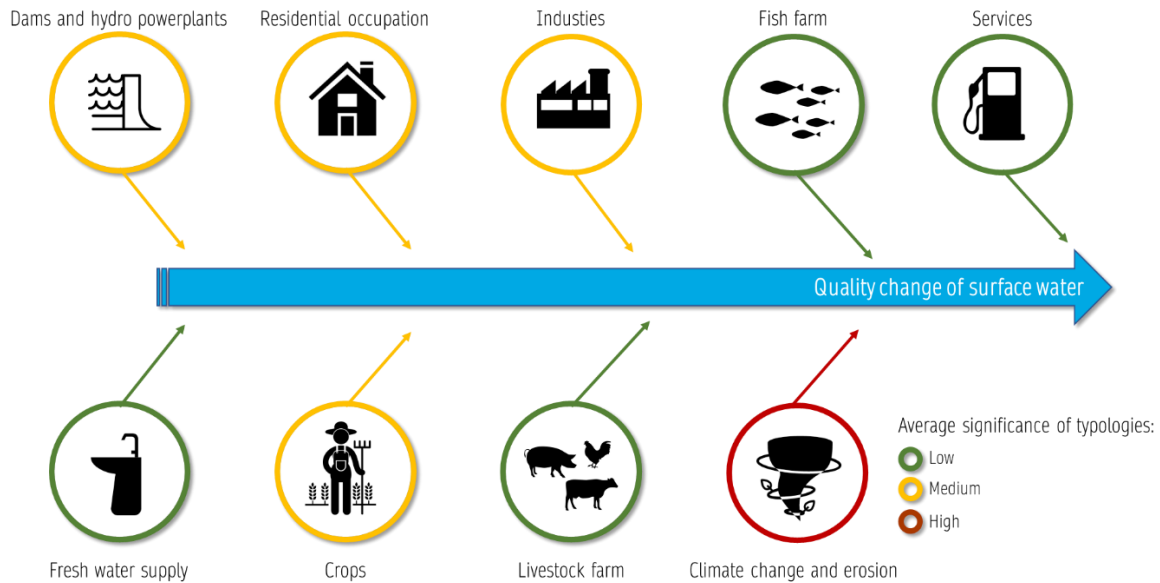 Dams and hydro powerplants
Residential occupation
Industies
Fish farm
Services
Quality change of surface water
Fresh water supply
Crops
Livestock farm
Climate change and erosion
Average significance of typologies:
Low
Medium
High